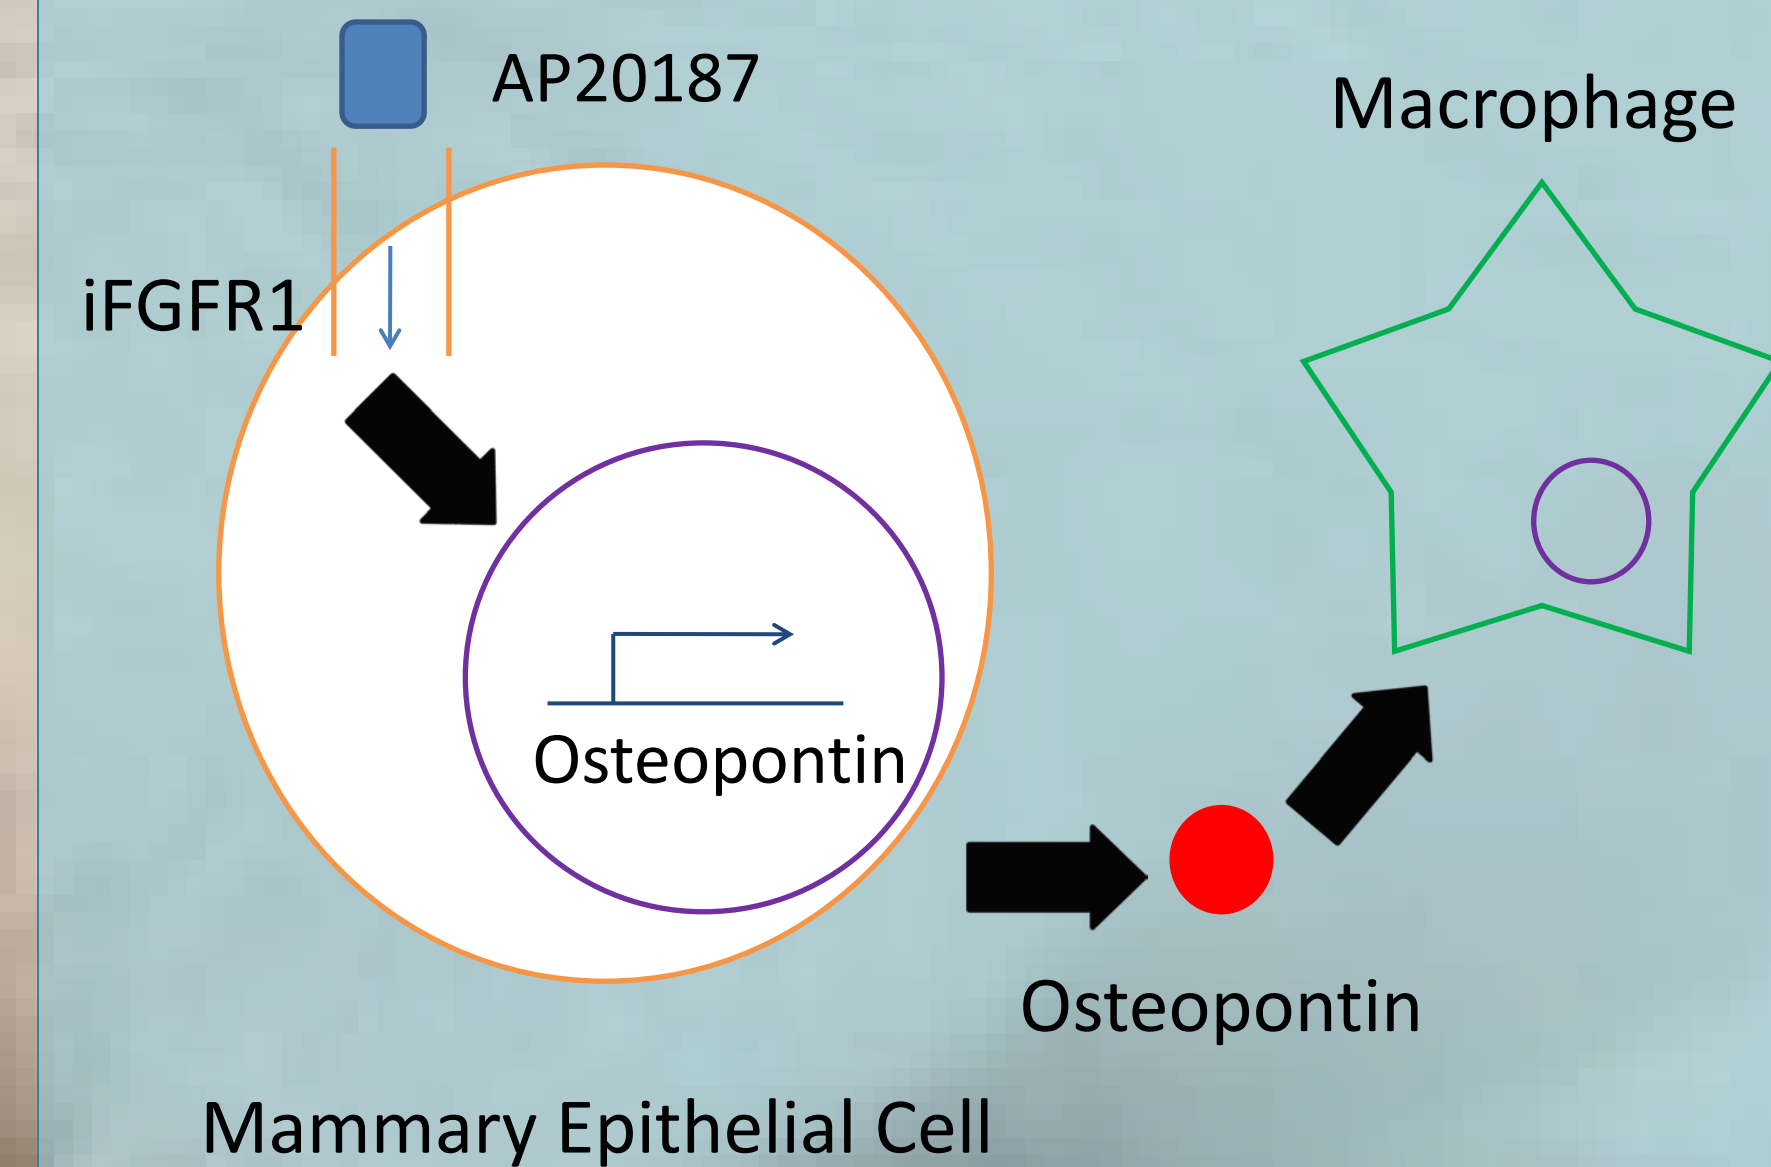 AP20187
Macrophage
iFGFR1
Osteopontin
Osteopontin
Mammary Epithelial Cell